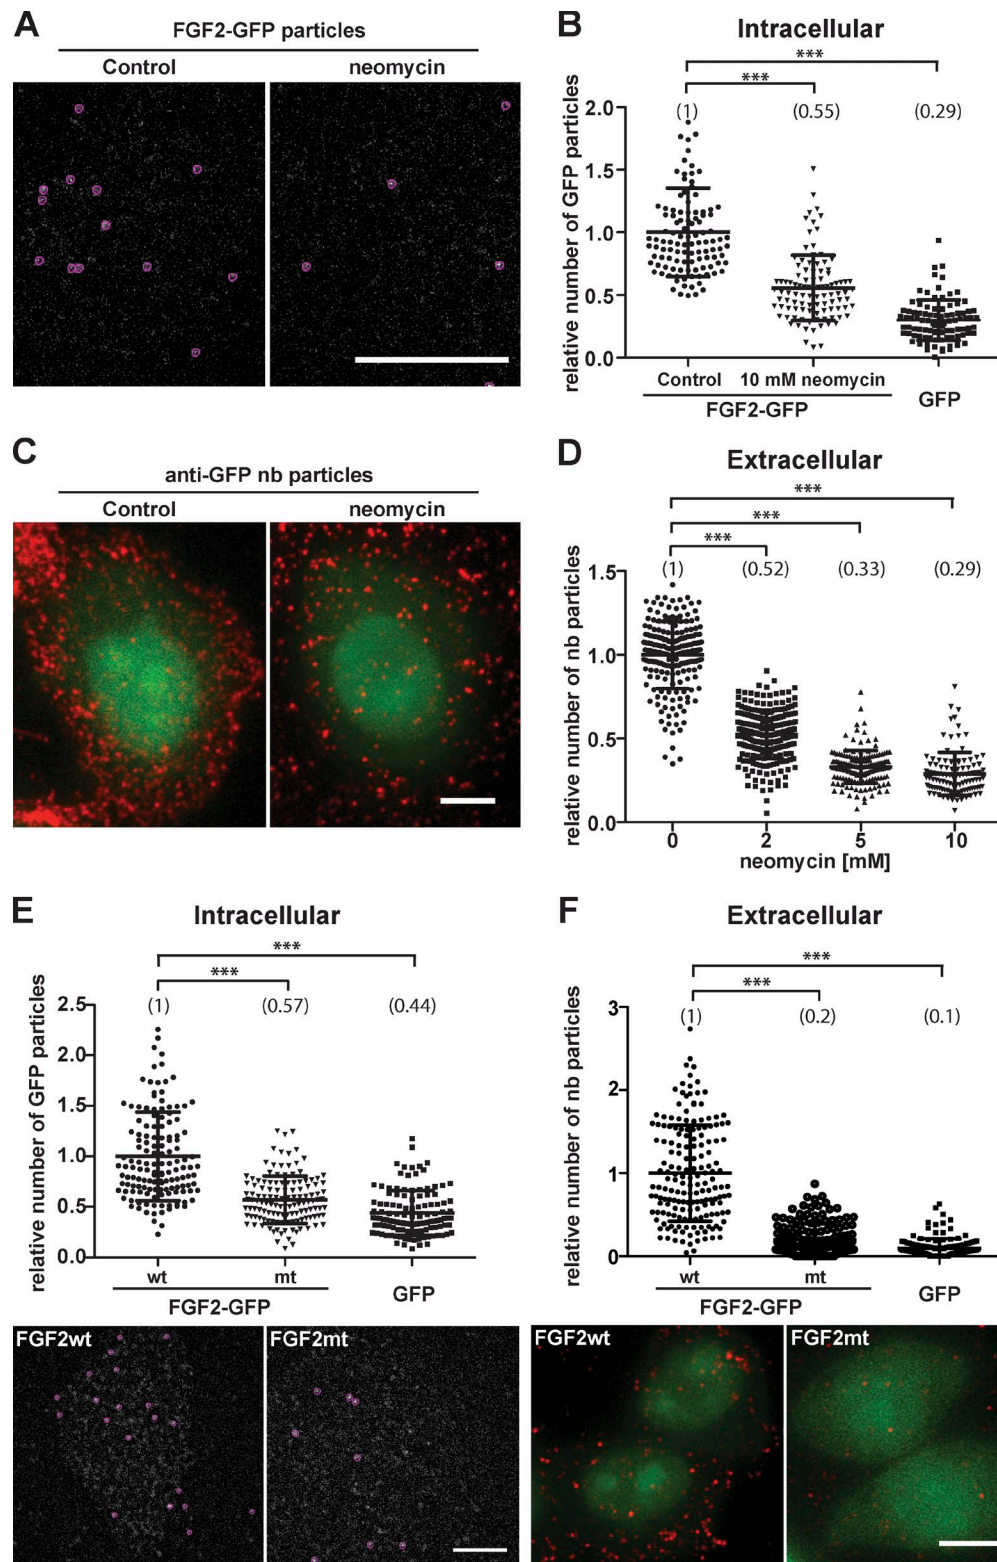 A
FGF2-GFP particles
Control
neomycin
B
Intracellular
***
***
(1)
(0.55)
(0.29)
relative number of GFP particles
2.0
1.5
1.0
0.5
0.0
Control
10 mM neomycin
GFP
FGF2-GFP
C
anti-GFP nb particles
Control
neomycin
D
Extracellular
***
***
***
(1)
(0.52)
(0.33)
(0.29)
relative number of nb particles
1.5
1.0
0.5
0.0
0
2
5
10
neomycin [mM]
E
Intracellular
***
***
(1)
(0.57)
(0.44)
relative number of GFP particles
2.5
2.0
1.5
1.0
0.5
0.0
wt
mt
GFP
FGF2-GFP
FGF2wt
FGF2mt
F
Extracellular
***
***
(1)
(0.2)
(0.1)
relative number of nb particles
3
2
1
0
wt
mt
GFP
FGF2-GFP
FGF2wt
FGF2mt